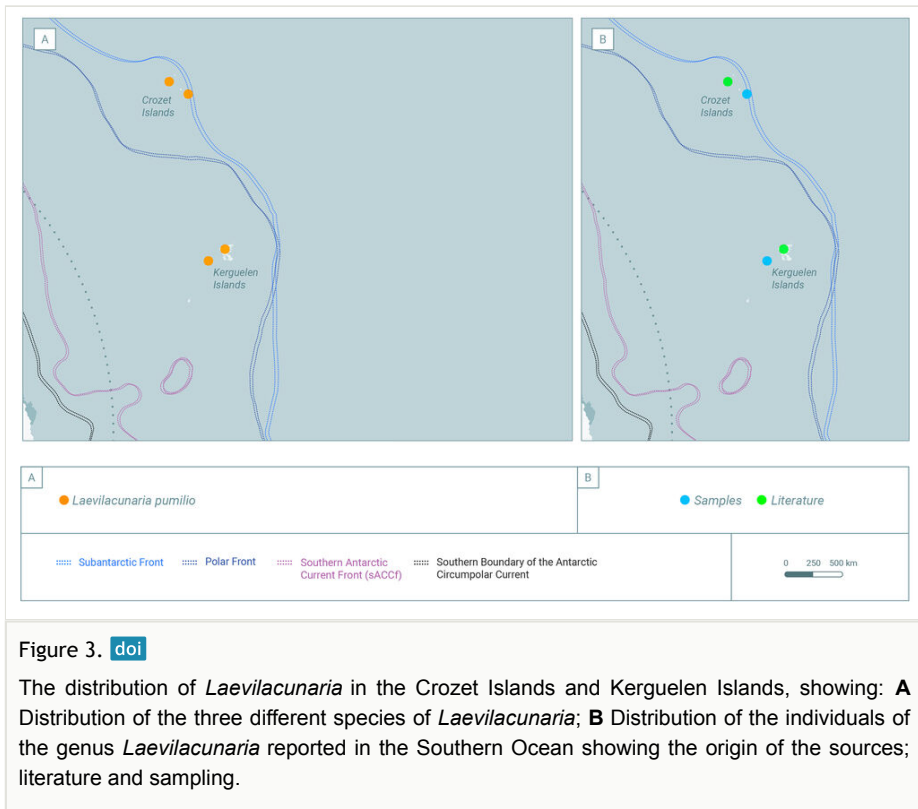 A
B
Crozet
Islands
Crozet
Islands
Kerguelen
Islands
Kerguelen
Islands
A
B
Laevilacunaria pumilio
Samples
Literature
Subantarctic Front
Polar Front
Southern Antarctic
Current Front (sACCf)
Southern Boundary of the Antarctic
Circumpolar Current
0 250 500 km
Figure 3. doi
The distribution of Laevilacunaria in the Crozet Islands and Kerguelen Islands, showing: A
Distribution of the three different species of Laevilacunaria; B Distribution of the individuals of
the genus Laevilacunaria reported in the Southern Ocean showing the origin of the sources;
literature and sampling.